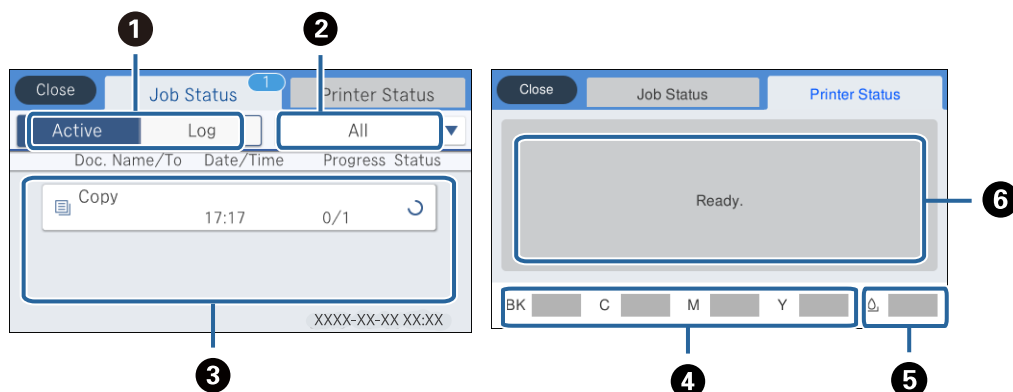 1 2
Close Job Status 1 Printer Status
Active Log All
Doc. Name/To Date/Time Progress Status
Copy
17:17 0/1
XXXX-XX-XX XX:XX
3
Close Job Status Printer Status
Ready.
6
BK C M Y
4 5